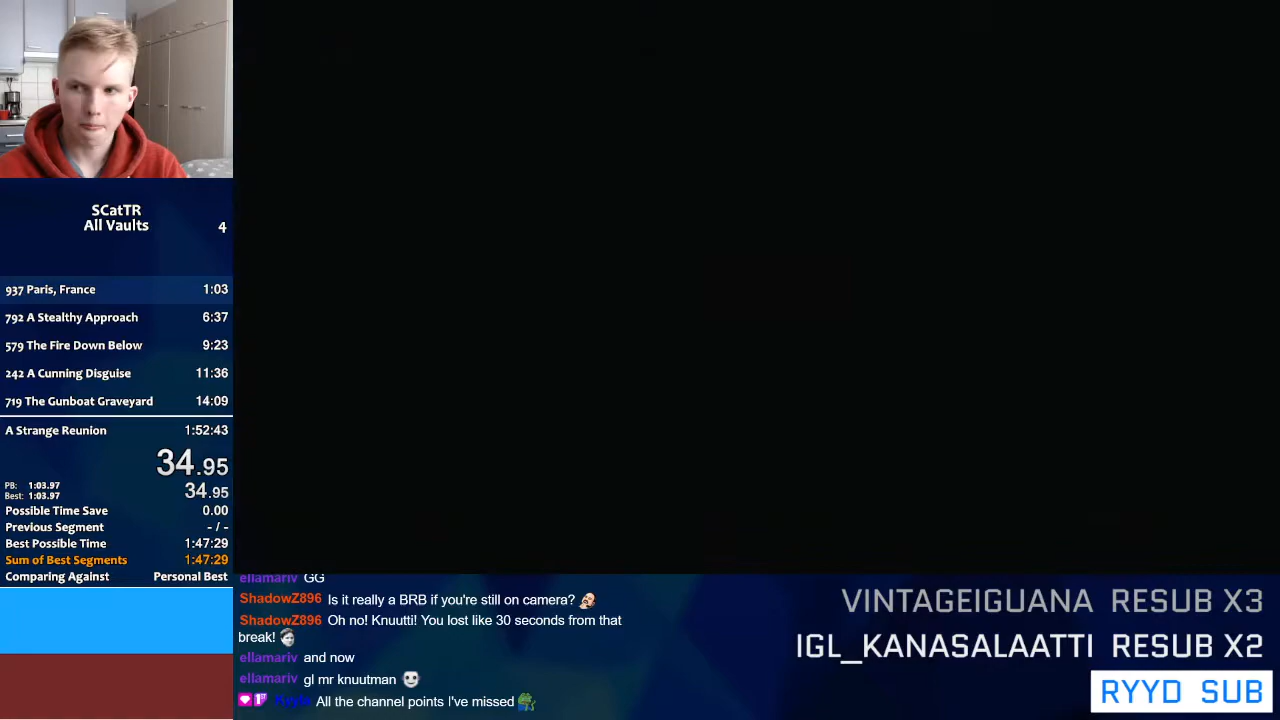 SCatTR
All Vaults
4
937 Paris, France 1:03
792 A Stealthy Approach 6:37
579 The Fire Down Below 9:23
242 A Cunning Disguise 11:36
719 The Gunboat Graveyard 14:09
A Strange Reunion 1:52:43
34.95
PB: 1:03.97
Best: 1:03.97
34.95
Possible Time Save 0.00
Previous Segment - / -
Best Possible Time 1:47:29
Sum of Best Segments 1:47:29
Comparing Against Personal Best
ellamariv GG
ShadowZ896 Is it really a BRB if you're still on camera?
ShadowZ896 Oh no! Knuutti! You lost like 30 seconds from that
break!
ellamariv and now
ellamariv gl mr knuutman
All the channel points I've missed
VINTAGEIGUANA RESUB X3
IGL_KANASALAATTI RESUB X2
RYYD SUB